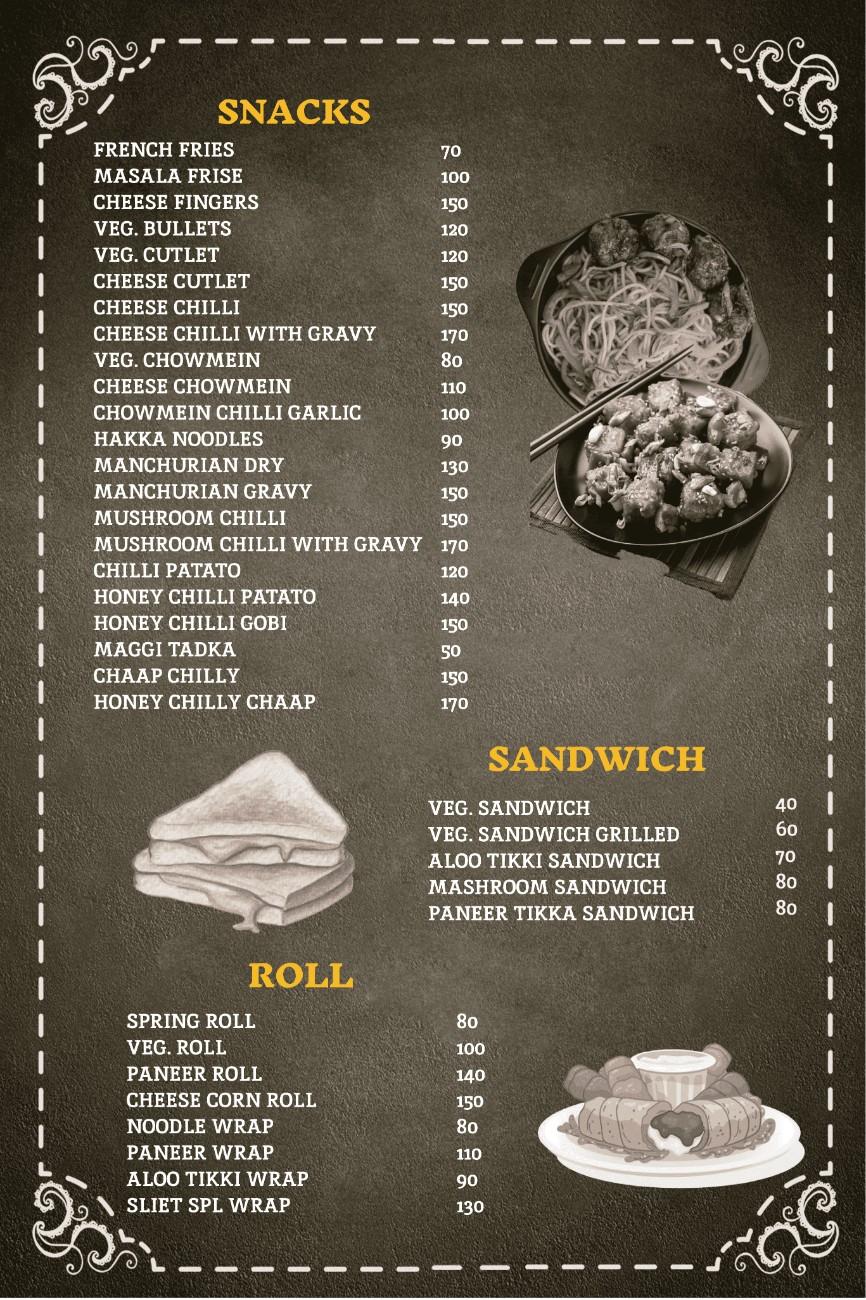 SNACKS
FRENCH FRIES 70
MASALA FRISE 100
CHEESE FINGERS 150
VEG. BULLETS 120
VEG. CUTLET 120
CHEESE CUTLET 150
CHEESE CHILLI 150
CHEESE CHILLI WITH GRAVY 170
VEG. CHOWMEIN 80
CHEESE CHOWMEIN 110
CHOWMEIN CHILLI GARLIC 100
HAKKA NOODLES 90
MANCHURIAN DRY 130
MANCHURIAN GRAVY 150
MUSHROOM CHILLI 150
MUSHROOM CHILLI WITH GRAVY 170
CHILLI PATATO 120
HONEY CHILLI PATATO 140
HONEY CHILLI GOBI 150
MAGGI TADKA 50
CHAAP CHILLY 150
HONEY CHILLY CHAAP 170
SANDWICH
VEG. SANDWICH 40
VEG. SANDWICH GRILLED 60
ALOO TIKKI SANDWICH 70
MASHROOM SANDWICH 80
PANEER TIKKA SANDWICH 80
ROLL
SPRING ROLL 80
VEG. ROLL 100
PANEER ROLL 140
CHEESE CORN ROLL 150
NOODLE WRAP 80
PANEER WRAP 110
ALOO TIKKI WRAP 90
SLIET SPL WRAP 130